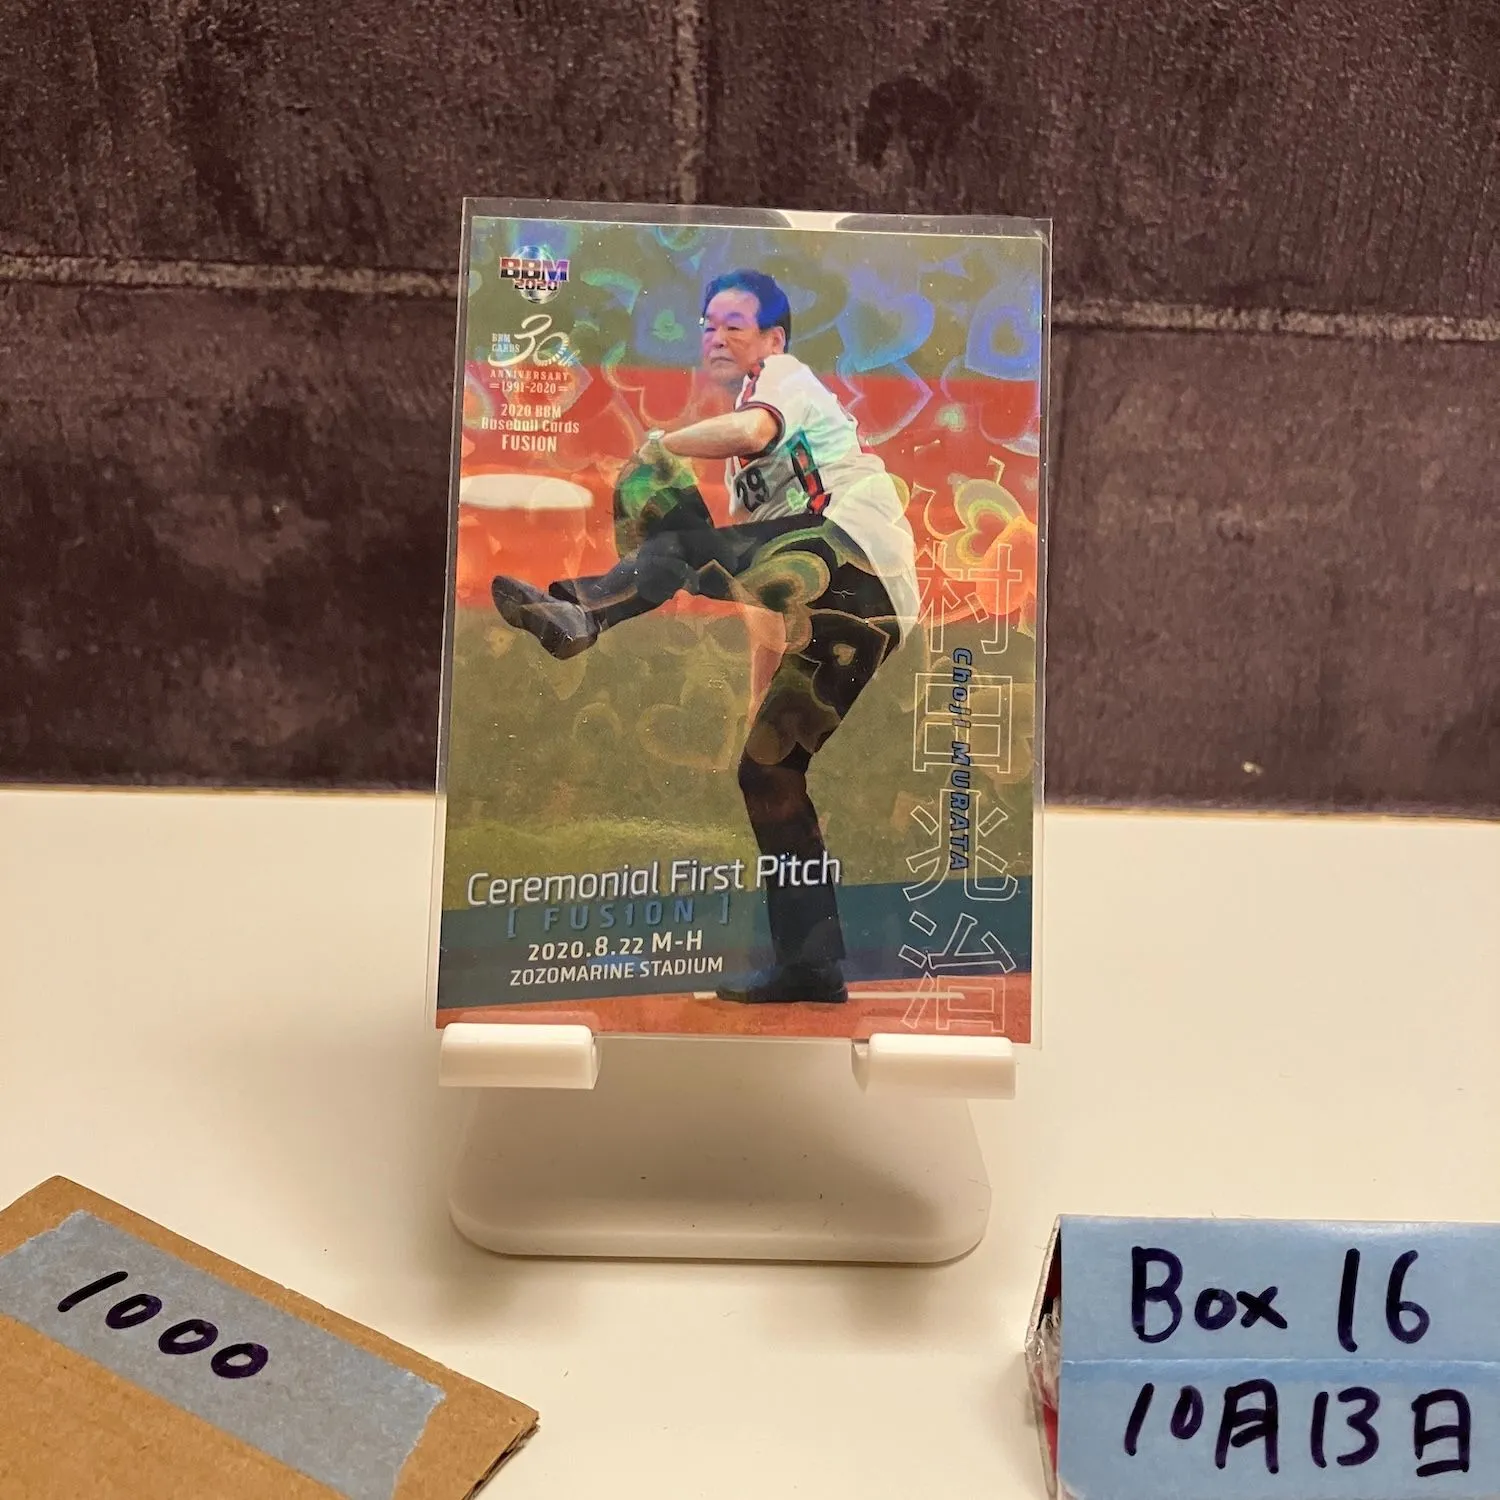 BBM
2020
BBM
CARDS
30th
ANNIVERSARY
=1991-2020=
2020 BBM
Baseball Cards
FUSION
29
村田兆治
Choji MURATA
Ceremonial First Pitch
[ FUSION ]
2020.8.22 M-H
ZOZOMARINE STADIUM
1000
Box 16
10月13日